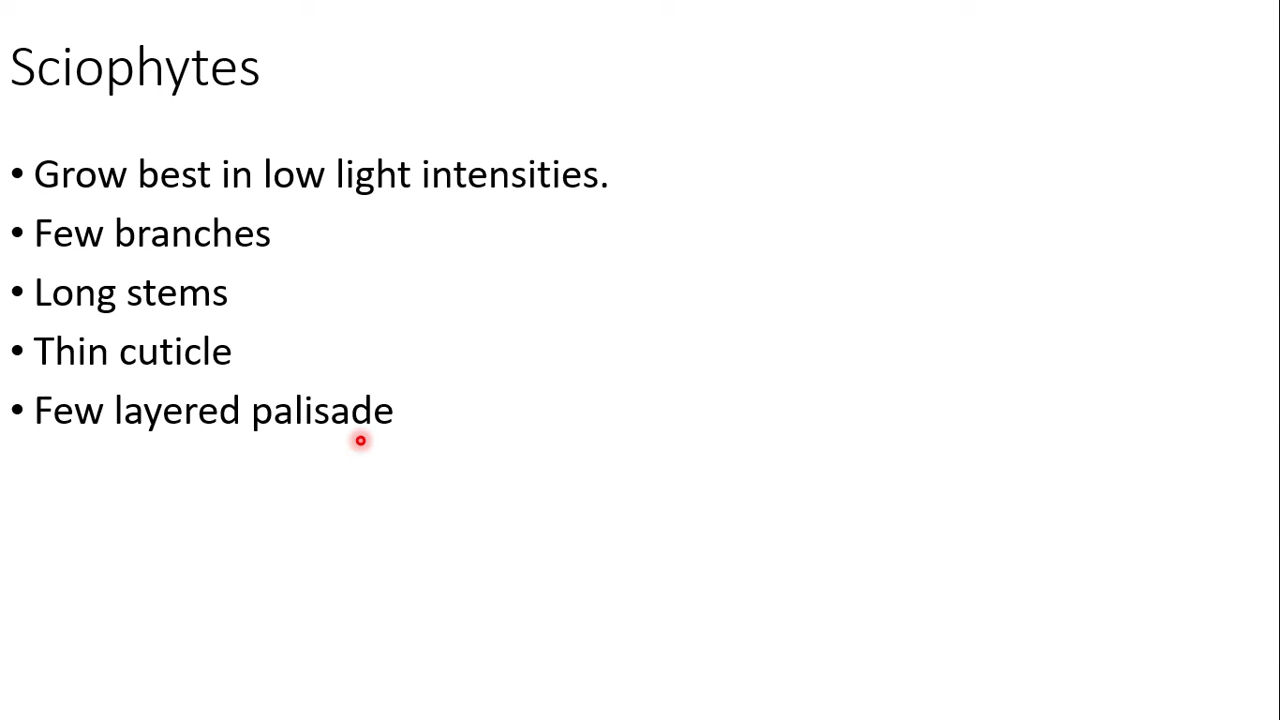 Sciophytes
• Grow best in low light intensities.
• Few branches
• Long stems
• Thin cuticle
• Few layered palisade